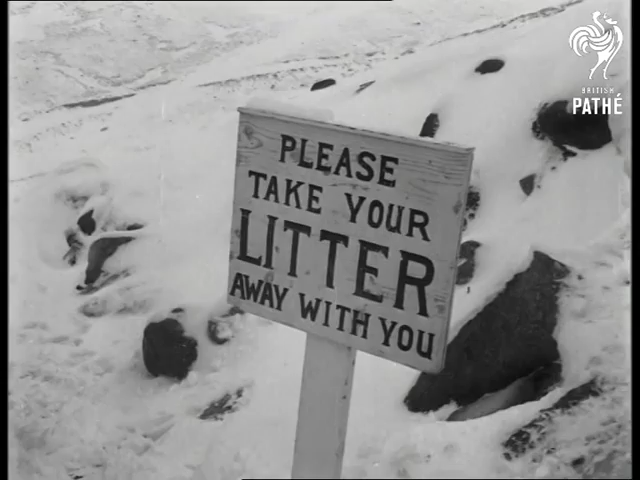 BRITISH
PATHÉ
PLEASE
TAKE YOUR
LITTER
AWAY WITH YOU